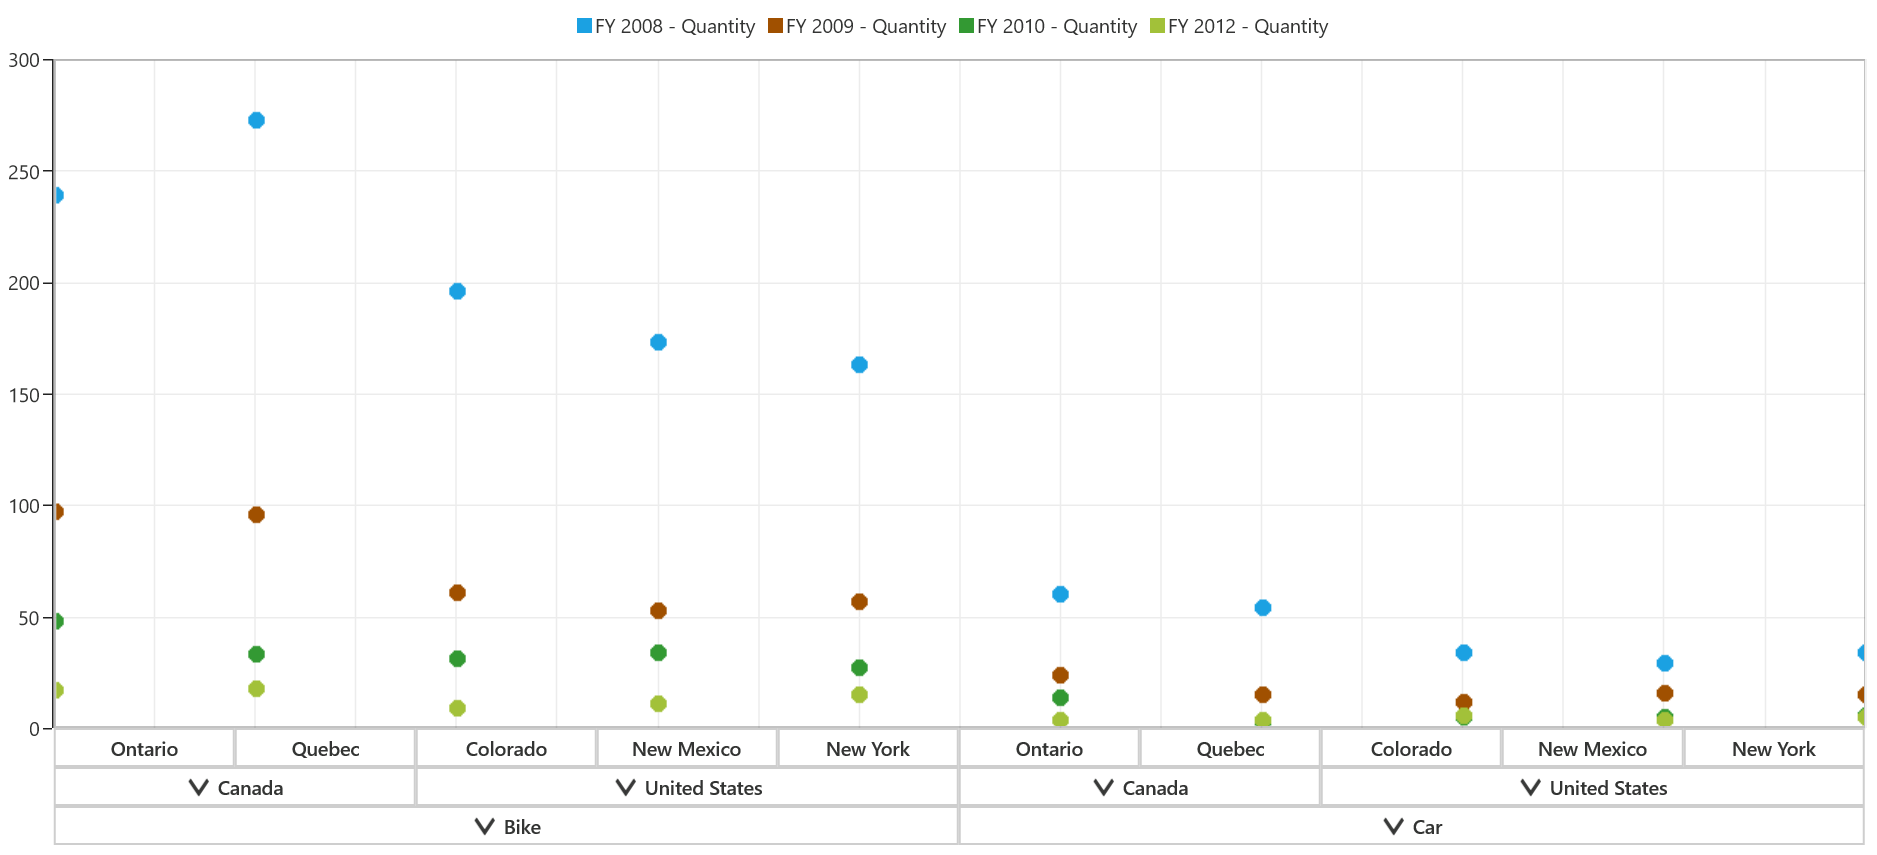 FY 2008 - Quantity FY 2009 - Quantity FY 2010 - Quantity FY 2012 - Quantity
300
250
200
150
100
50
0
Ontario Quebec Colorado New Mexico New York Ontario Quebec Colorado New Mexico New York
Canada United States Canada United States
Bike Car